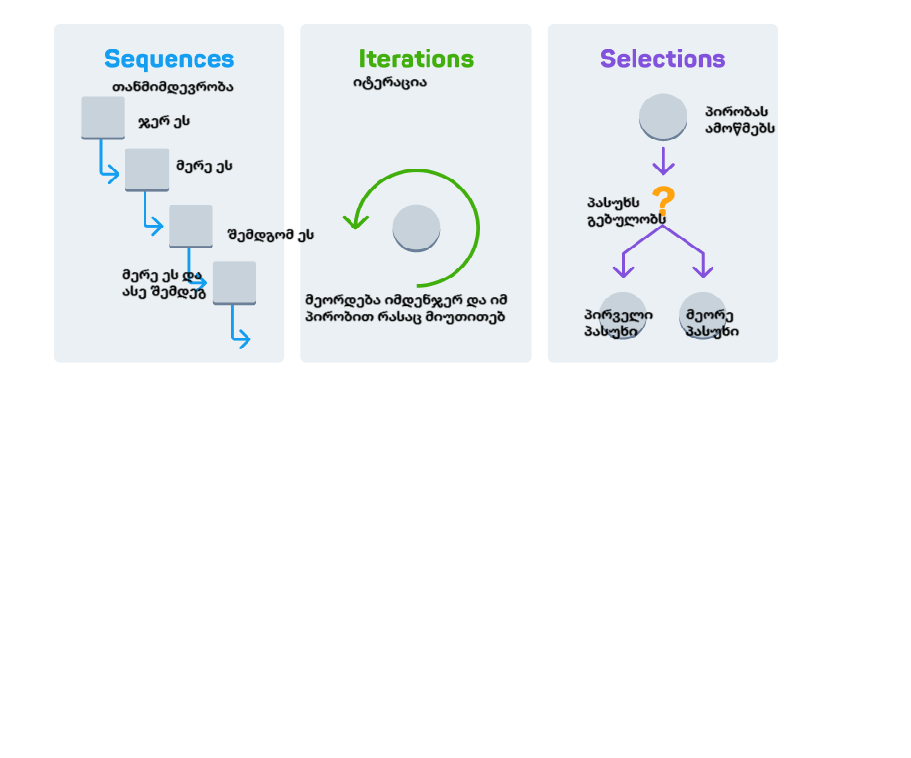 Sequences
თანმიმდევრობა
ჯერ ეს
მერე ეს
შემდგომ ეს
მერე ეს და
ასე შემდეგ
Iterations
იტერაცია
მეორდება იმდენჯერ და იმ
პირობით რასაც მიუთითებ
Selections
პირობას
ამოწმებს
?
პასუხს
გებულობს
პირველი
პასუხი
მეორე
პასუხი